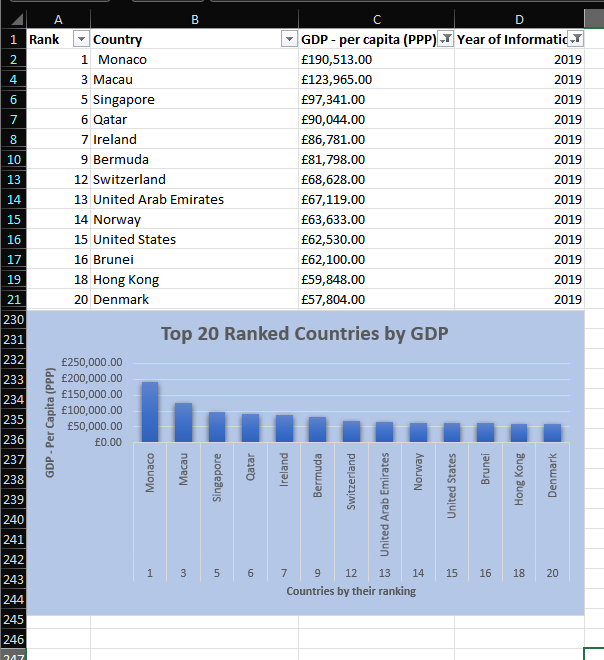 A B C D
1 Rank Country GDP - per capita (PPP) Year of Informatic
2 1 Monaco £190,513.00 2019
4 3 Macau £123,965.00 2019
6 5 Singapore £97,341.00 2019
7 6 Qatar £90,044.00 2019
8 7 Ireland £86,781.00 2019
10 9 Bermuda £81,798.00 2019
13 12 Switzerland £68,628.00 2019
14 13 United Arab Emirates £67,119.00 2019
15 14 Norway £63,633.00 2019
16 15 United States £62,530.00 2019
17 16 Brunei £62,100.00 2019
19 18 Hong Kong £59,848.00 2019
21 20 Denmark £57,804.00 2019
230
231
232
233
234
235
236
237
238
239
240
241
242
243
244
245
246
247
Top 20 Ranked Countries by GDP
GDP - Per Capita (PPP)
£250,000.00
£200,000.00
£150,000.00
£100,000.00
£50,000.00
£0.00
Monaco Macau Singapore Qatar Ireland Bermuda Switzerland United Arab Emirates Norway United States Brunei Hong Kong Denmark
1 3 5 6 7 9 12 13 14 15 16 18 20
Countries by their ranking